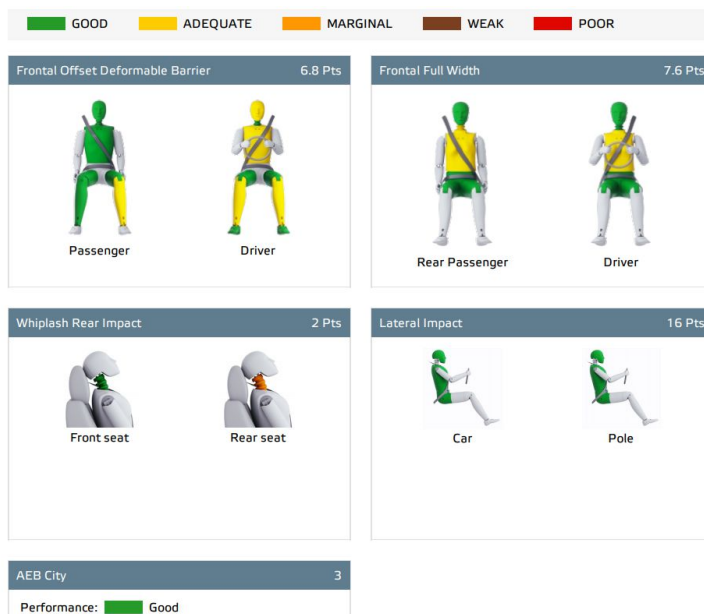 GOOD ADEQUATE MARGINAL WEAK POOR
Frontal Offset Deformable Barrier 6.8 Pts
Passenger Driver
Frontal Full Width 7.6 Pts
Rear Passenger Driver
Whiplash Rear Impact 2 Pts
Front seat Rear seat
Lateral Impact 16 Pts
Car Pole
AEB City 3
Performance: Good